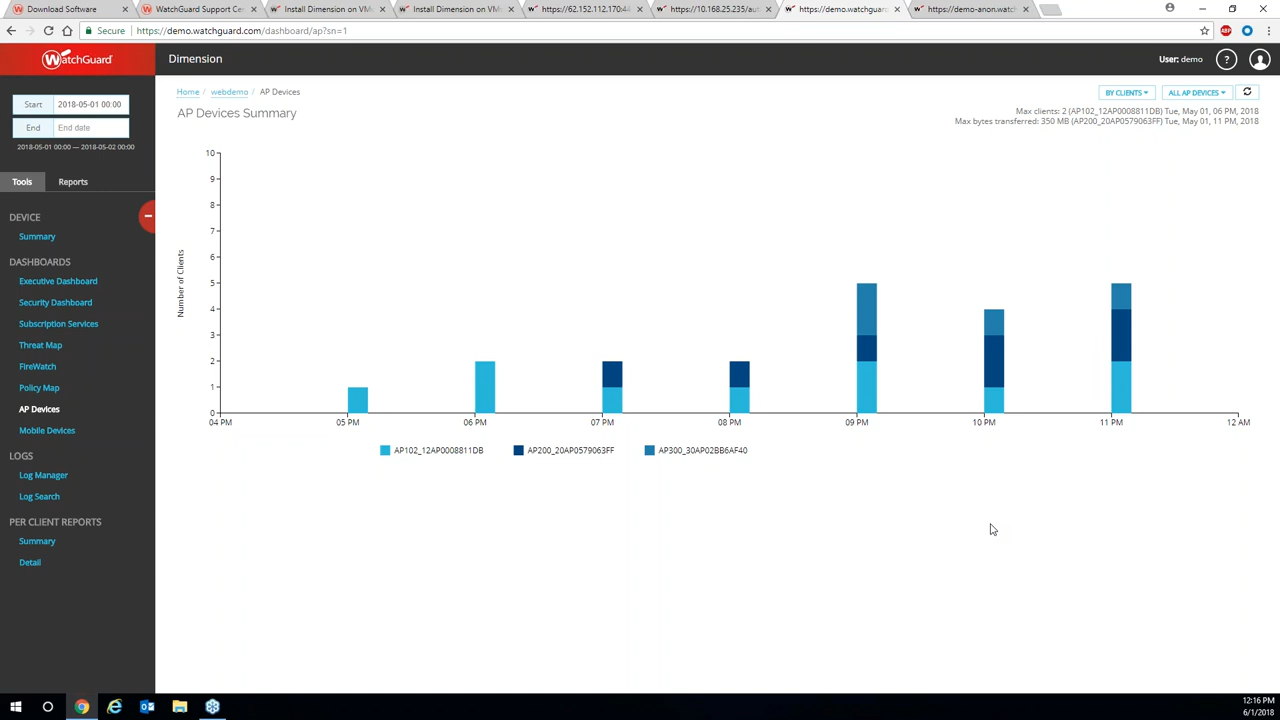 Download Software
WatchGuard Support Ce
Install Dimension on VM
Install Dimension on VM
https://62.152.112.170:44
https://10.168.25.235/aut
https://demo.watchguar
https://demo-anon.watch
Secure
https://demo.watchguard.com/dashboard/ap?sn=1
WatchGuard
Dimension
User: demo
?
Start 2018-05-01 00:00
End End date
2018-05-01 00:00 — 2018-05-02 00:00
Tools Reports
DEVICE
Summary
DASHBOARDS
Executive Dashboard
Security Dashboard
Subscription Services
Threat Map
FireWatch
Policy Map
AP Devices
Mobile Devices
LOGS
Log Manager
Log Search
PER CLIENT REPORTS
Summary
Detail
Home / webdemo / AP Devices
BY CLIENTS
ALL AP DEVICES
AP Devices Summary
Max clients: 2 (AP102_12AP0008811DB) Tue, May 01, 06 PM, 2018
Max bytes transferred: 350 MB (AP200_20AP0579063FF) Tue, May 01, 11 PM, 2018
Number of Clients
10
9
8
7
6
5
4
3
2
1
0
04 PM 05 PM 06 PM 07 PM 08 PM 09 PM 10 PM 11 PM 12 AM
AP102_12AP0008811DB AP200_20AP0579063FF AP300_30AP02BB6AF40
12:16 PM
6/1/2018